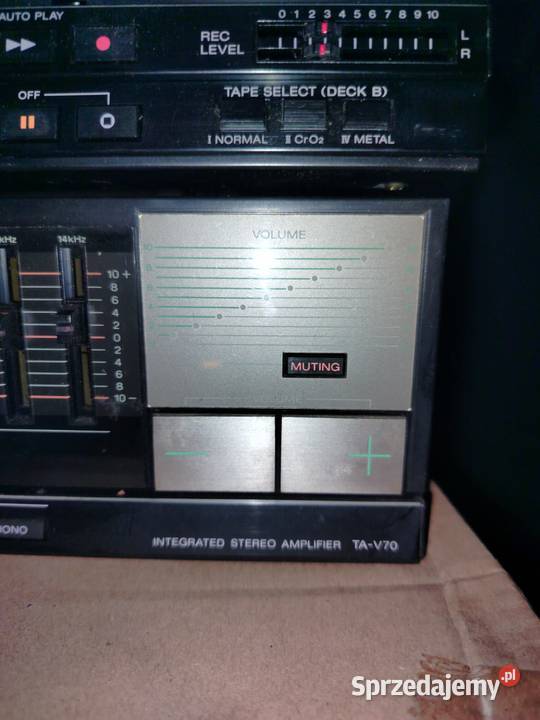 AUTO PLAY
0 1 2 3 4 5 6 7 8 9 10
REC
LEVEL
L
R
OFF
TAPE SELECT (DECK B)
I NORMAL II CrO₂ IV METAL
kHz 14kHz
10 +
8
6
4
2
0
2
4
6
8
10 −
VOLUME
MUTING
VOLUME
− +
MONO
INTEGRATED STEREO AMPLIFIER TA-V70
Sprzedajemy.pl